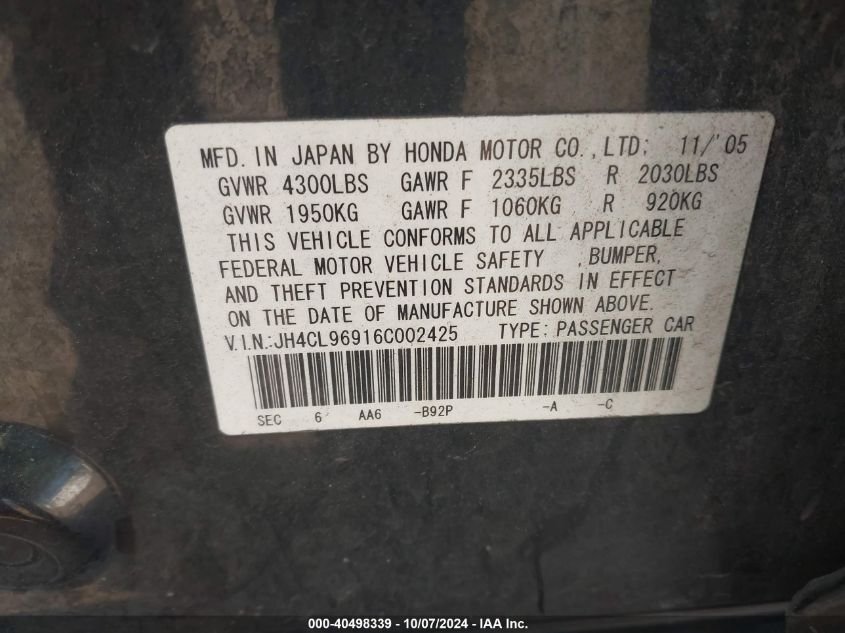 MFD. IN JAPAN BY HONDA MOTOR CO., LTD: 11/'05
GVWR 4300LBS GAWR F 2335LBS R 2030LBS
GVWR 1950KG GAWR F 1060KG R 920KG
THIS VEHICLE CONFORMS TO ALL APPLICABLE
FEDERAL MOTOR VEHICLE SAFETY , BUMPER,
AND THEFT PREVENTION STANDARDS IN EFFECT
ON THE DATE OF MANUFACTURE SHOWN ABOVE.
V.I.N.:JH4CL96916C002425 TYPE: PASSENGER CAR
SEC 6 AA6 -B92P -A -C
000-40498339 - 10/07/2024 - IAA Inc.